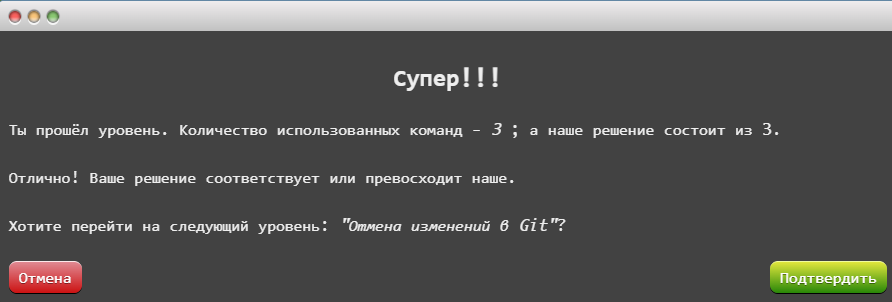 Супер!!!
Ты прошёл уровень. Количество использованных команд - 3 ; а наше решение состоит из 3.
Отлично! Ваше решение соответствует или превосходит наше.
Хотите перейти на следующий уровень: "Отмена изменений в Git"?
Отмена
Подтвердить